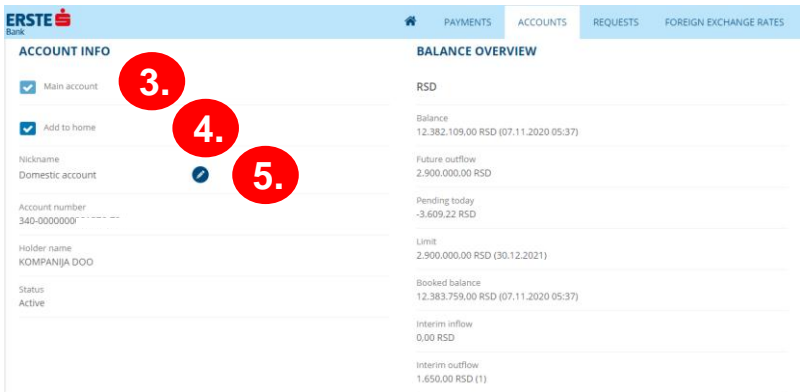 ERSTE
Bank
PAYMENTS
ACCOUNTS
REQUESTS
FOREIGN EXCHANGE RATES
ACCOUNT INFO
Main account
3.
Add to home
4.
Nickname
Domestic account
5.
Account number
340-0000000
Holder name
KOMPANIJA DOO
Status
Active
BALANCE OVERVIEW
RSD
Balance
12.382.109,00 RSD (07.11.2020 05:37)
Future outflow
2.900.000,00 RSD
Pending today
-3.609,22 RSD
Limit
2.900.000,00 RSD (30.12.2021)
Booked balance
12.383.759,00 RSD (07.11.2020 05:37)
Interim inflow
0,00 RSD
Interim outflow
1.650,00 RSD (1)